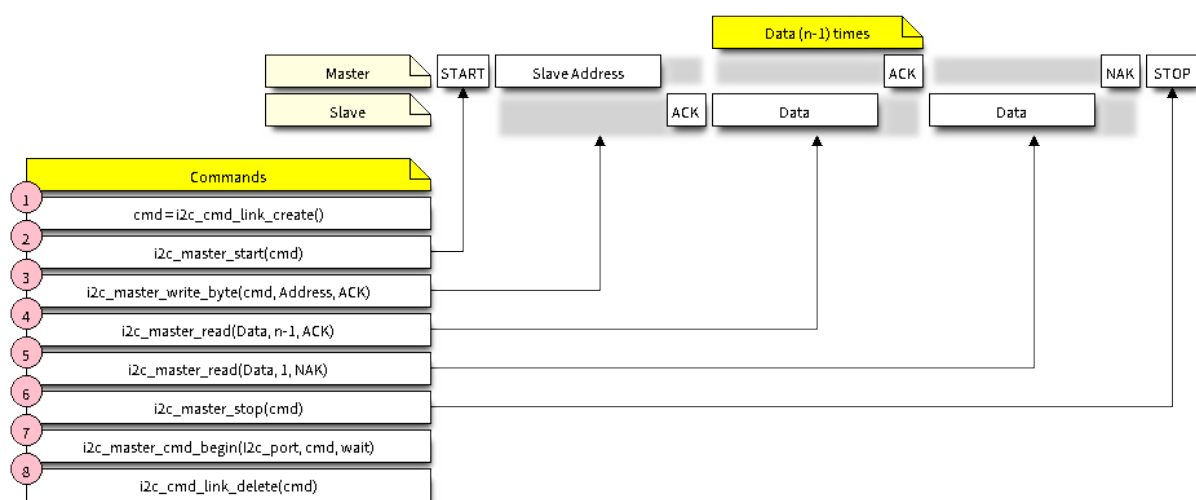 Data (n-1) times
Master START Slave Address ACK NAK STOP
Slave ACK Data Data
Commands
1
cmd = i2c_cmd_link_create()
2
i2c_master_start(cmd)
3
i2c_master_write_byte(cmd, Address, ACK)
4
i2c_master_read(Data, n-1, ACK)
5
i2c_master_read(Data, 1, NAK)
6
i2c_master_stop(cmd)
7
i2c_master_cmd_begin(I2c_port, cmd, wait)
8
i2c_cmd_link_delete(cmd)